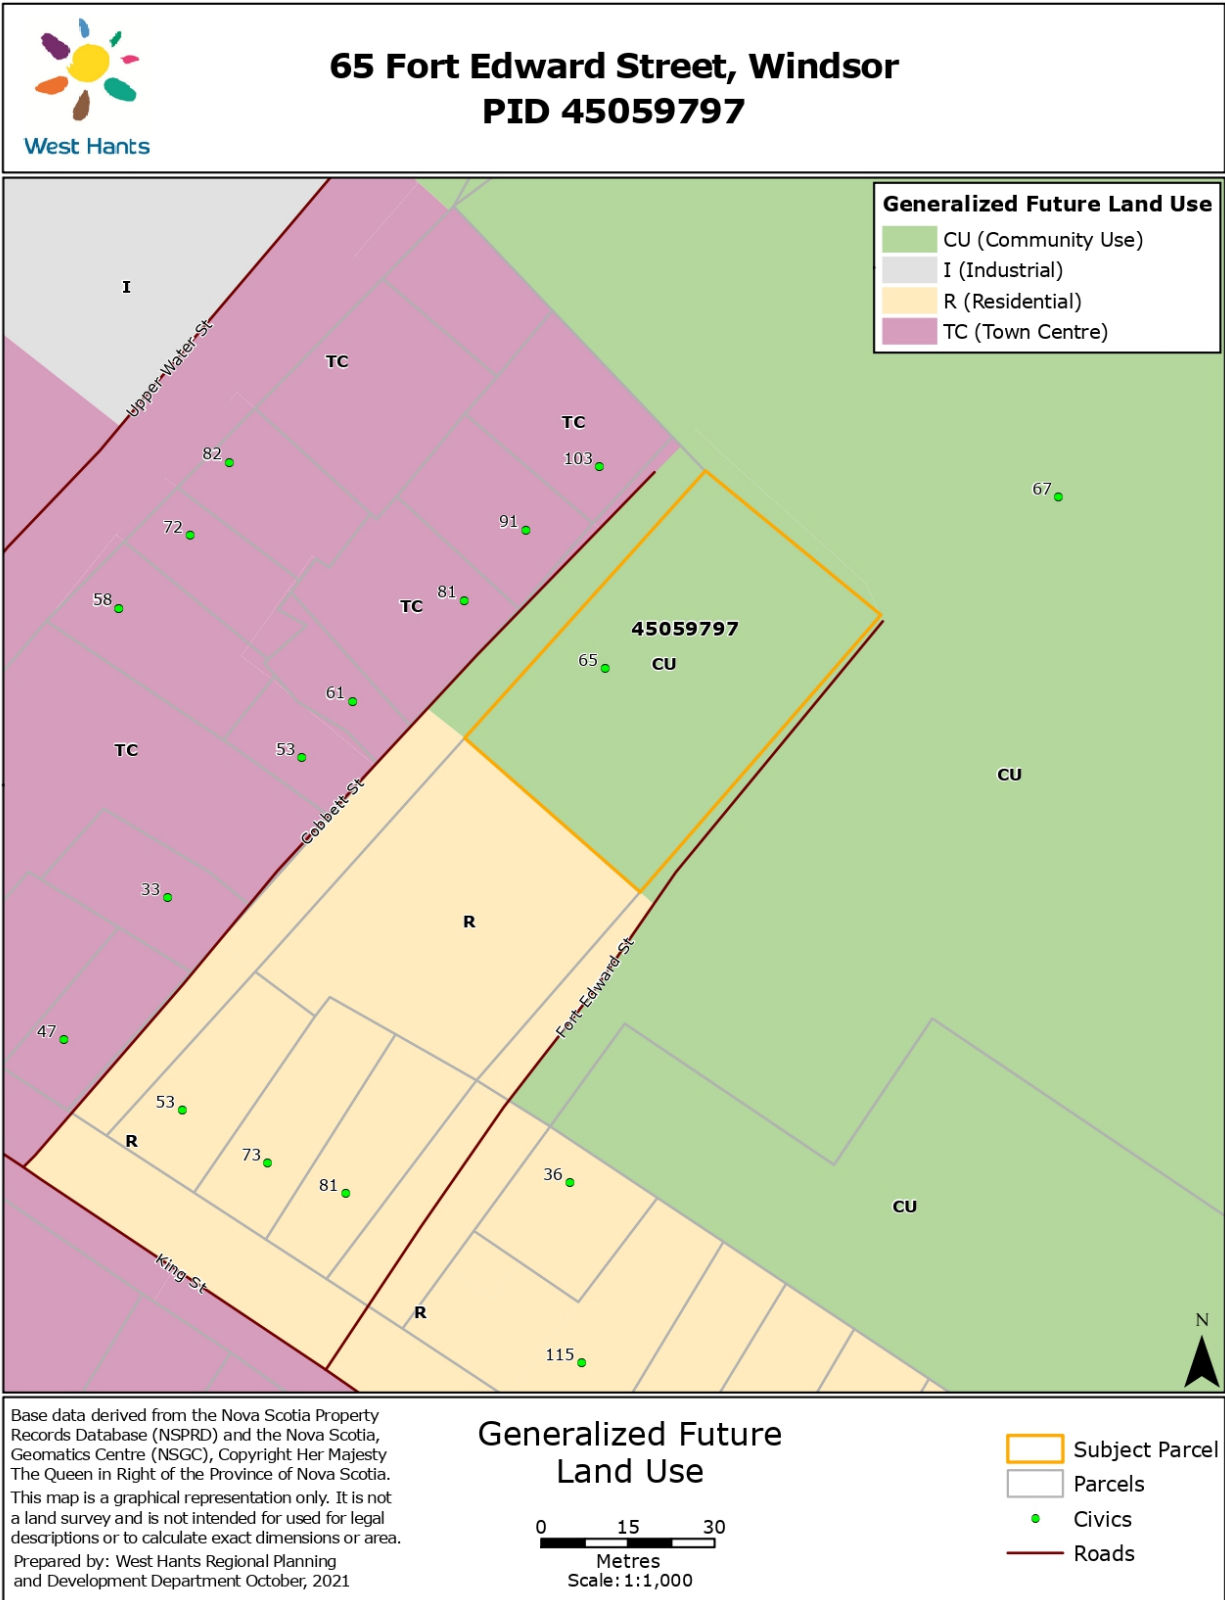 West Hants
65 Fort Edward Street, Windsor
PID 45059797
Generalized Future Land Use
CU (Community Use)
I (Industrial)
R (Residential)
TC (Town Centre)
I
Upper Water St
TC
TC
103
82
67
91
72
81
58
TC
45059797
65
CU
61
53
TC
CU
Cobbett St
33
R
Fort Edward St
47
53
R
73
81
36
CU
King St
R
115
N
Base data derived from the Nova Scotia Property
Records Database (NSPRD) and the Nova Scotia,
Geomatics Centre (NSGC), Copyright Her Majesty
The Queen in Right of the Province of Nova Scotia.
This map is a graphical representation only. It is not
a land survey and is not intended for used for legal
descriptions or to calculate exact dimensions or area.
Prepared by: West Hants Regional Planning
and Development Department October, 2021
Generalized Future
Land Use
0 15 30
Metres
Scale: 1:1,000
Subject Parcel
Parcels
Civics
Roads